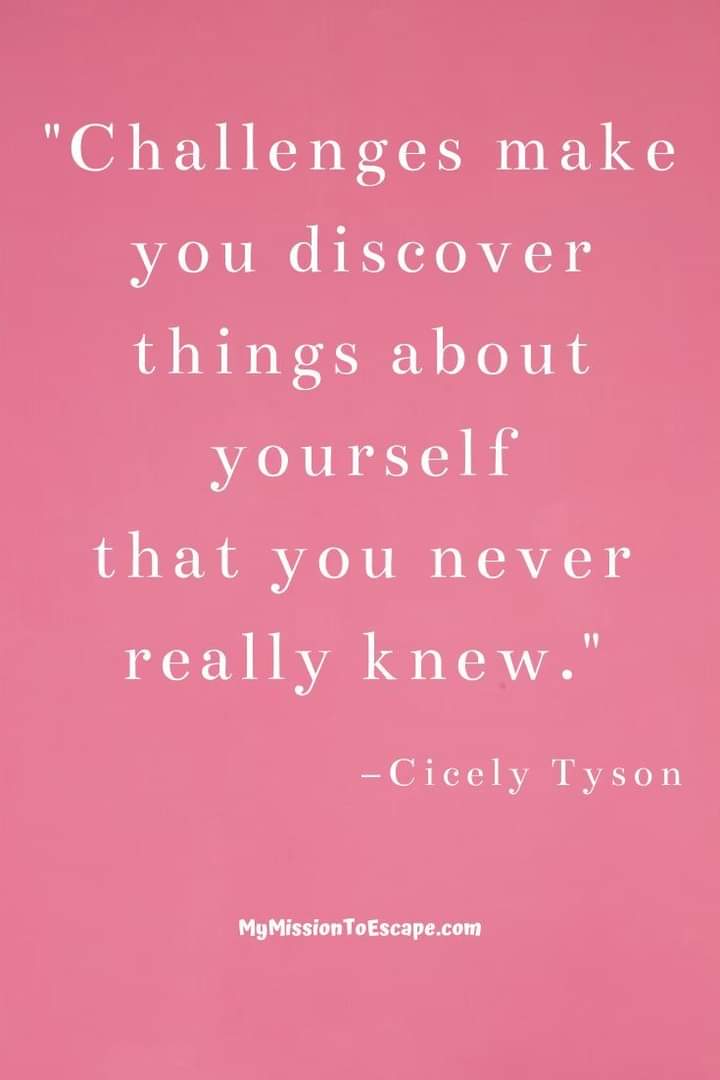 "Challenges make
you discover
things about
yourself
that you never
really knew."
–Cicely Tyson
MyMissionToEscape.com